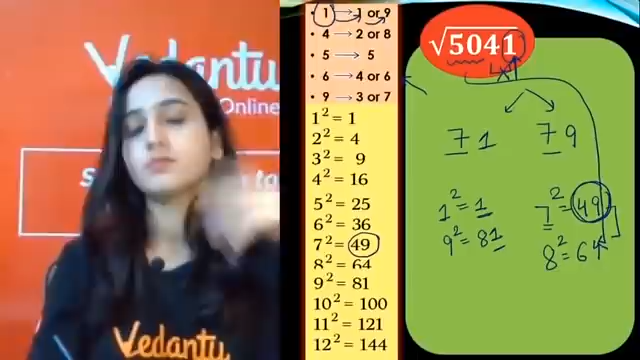 Vedantu
Online
S
ta
Vedantu
• 1 → 1 or 9
• 4 → 2 or 8
• 5 → 5
• 6 → 4 or 6
• 9 → 3 or 7
1² = 1
2² = 4
3² = 9
4² = 16
5² = 25
6² = 36
7² = 49
8² = 64
9² = 81
10² = 100
11² = 121
12² = 144
√5041
71 79
1² = 1
9² = 81
7² = 49
8² = 64